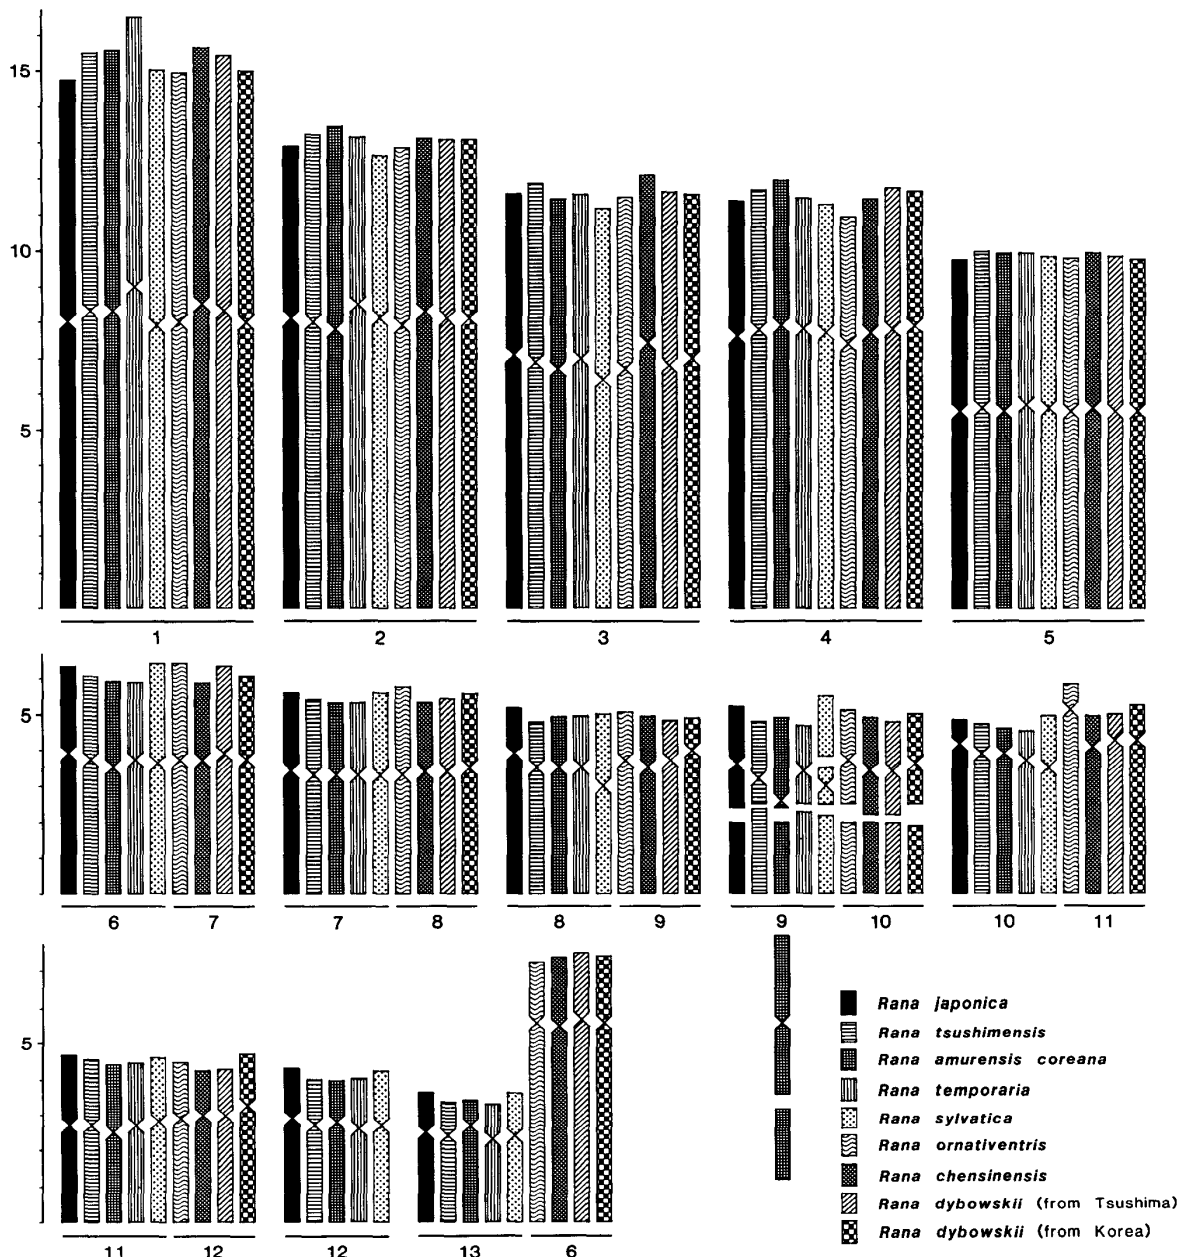 15
10
5
1 2 3 4 5
5
6 7 7 8 8 9 9 10 10 11
5
11 12 12 13 6
Rana japonica
Rana tsushimensis
Rana amurensis coreana
Rana temporaria
Rana sylvatica
Rana ornativentris
Rana chensinensis
Rana dybowskii (from Tsushima)
Rana dybowskii (from Korea)